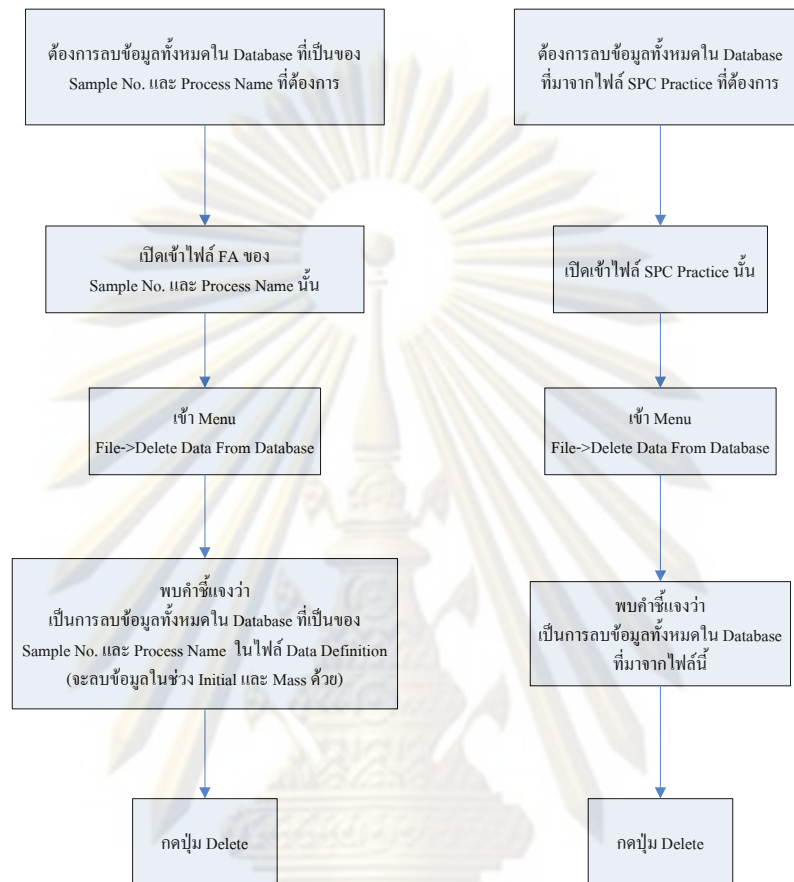 ต้องการลบข้อมูลทั้งหมดใน Database ที่เป็นของ
Sample No. และ Process Name ที่ต้องการ
เปิดเข้าไฟล์ FA ของ
Sample No. และ Process Name นั้น
เข้า Menu
File->Delete Data From Database
พบคำชี้แจงว่า
เป็นการลบข้อมูลทั้งหมดใน Database ที่เป็นของ
Sample No. และ Process Name ในไฟล์ Data Definition
(จะลบข้อมูลในช่วง Initial และ Mass ด้วย)
กดปุ่ม Delete
ต้องการลบข้อมูลทั้งหมดใน Database
ที่มาจากไฟล์ SPC Practice ที่ต้องการ
เปิดเข้าไฟล์ SPC Practice นั้น
เข้า Menu
File->Delete Data From Database
พบคำชี้แจงว่า
เป็นการลบข้อมูลทั้งหมดใน Database
ที่มาจากไฟล์นี้
กดปุ่ม Delete